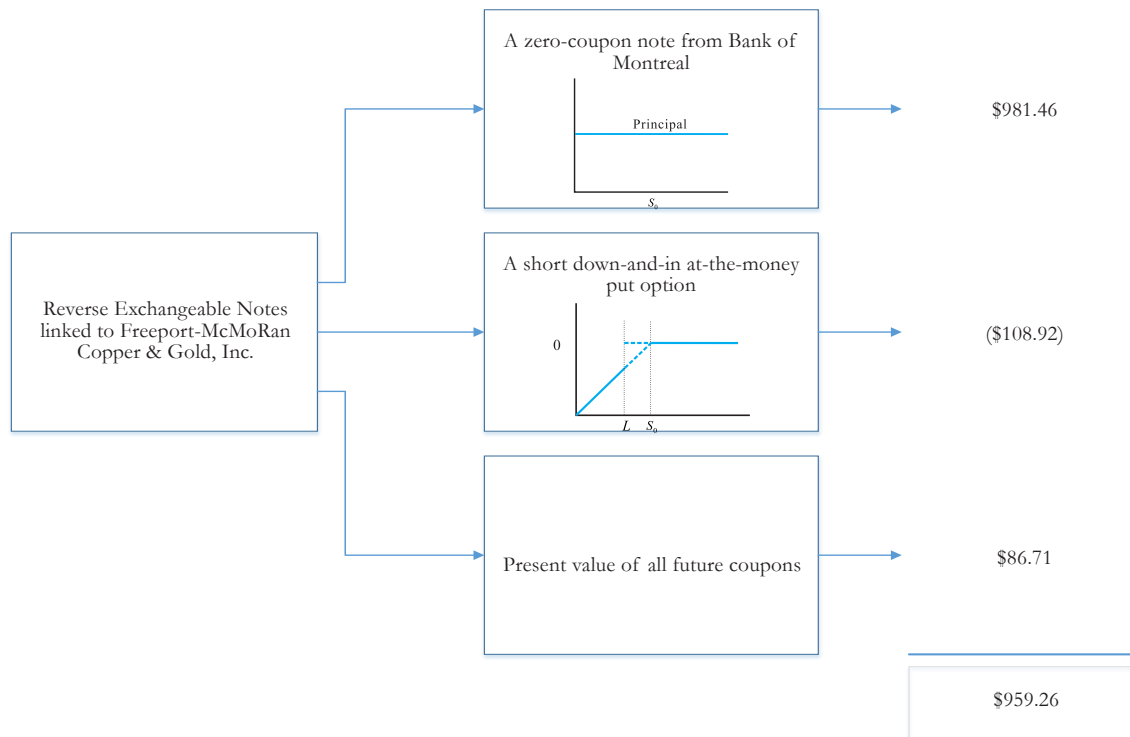 A zero-coupon note from Bank of
Montreal
Principal
S₀
$981.46
Reverse Exchangeable Notes
linked to Freeport-McMoRan
Copper & Gold, Inc.
A short down-and-in at-the-money
put option
0
L S₀
($108.92)
Present value of all future coupons
$86.71
$959.26